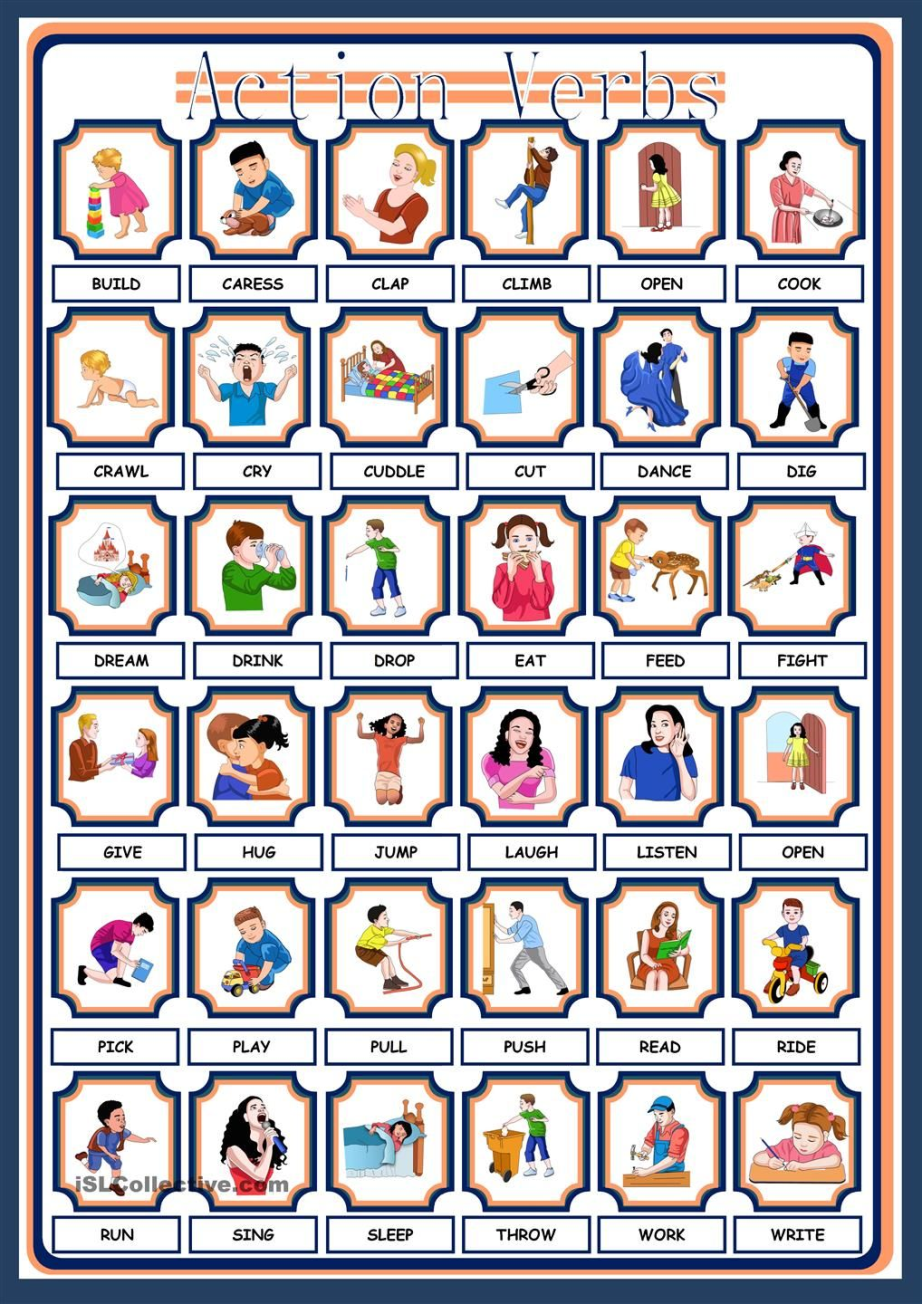 Action Verbs
BUILD CARESS CLAP CLIMB OPEN COOK
CRAWL CRY CUDDLE CUT DANCE DIG
DREAM DRINK DROP EAT FEED FIGHT
GIVE HUG JUMP LAUGH LISTEN OPEN
PICK PLAY PULL PUSH READ RIDE
iSLCollective.com
RUN SING SLEEP THROW WORK WRITE